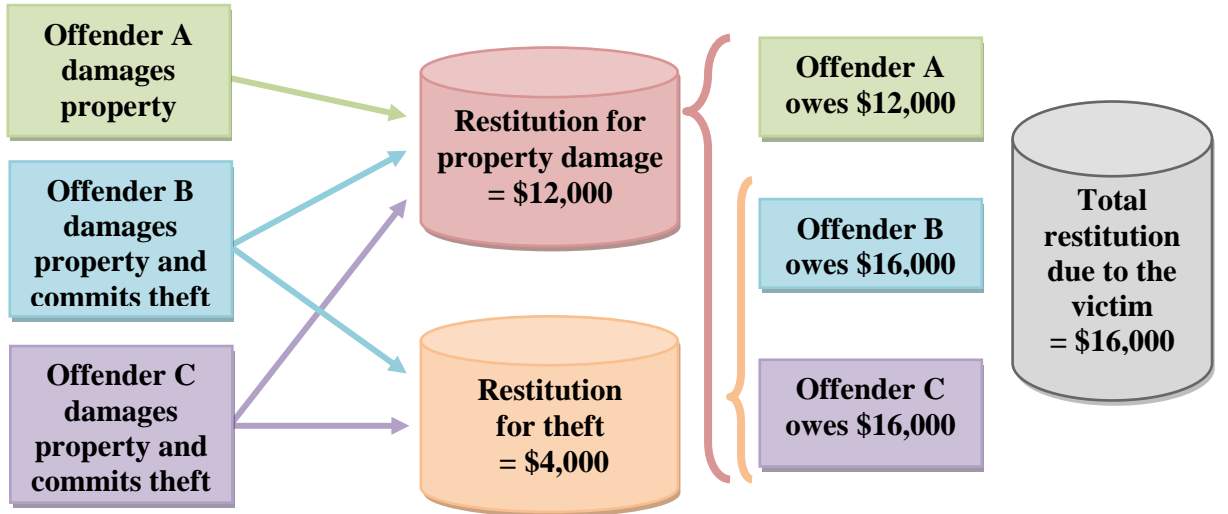 Offender A
damages
property
Offender B
damages
property and
commits theft
Offender C
damages
property and
commits theft
Restitution for
property damage
= $12,000
Restitution
for theft
= $4,000
Offender A
owes $12,000
Offender B
owes $16,000
Offender C
owes $16,000
Total
restitution
due to the
victim
= $16,000